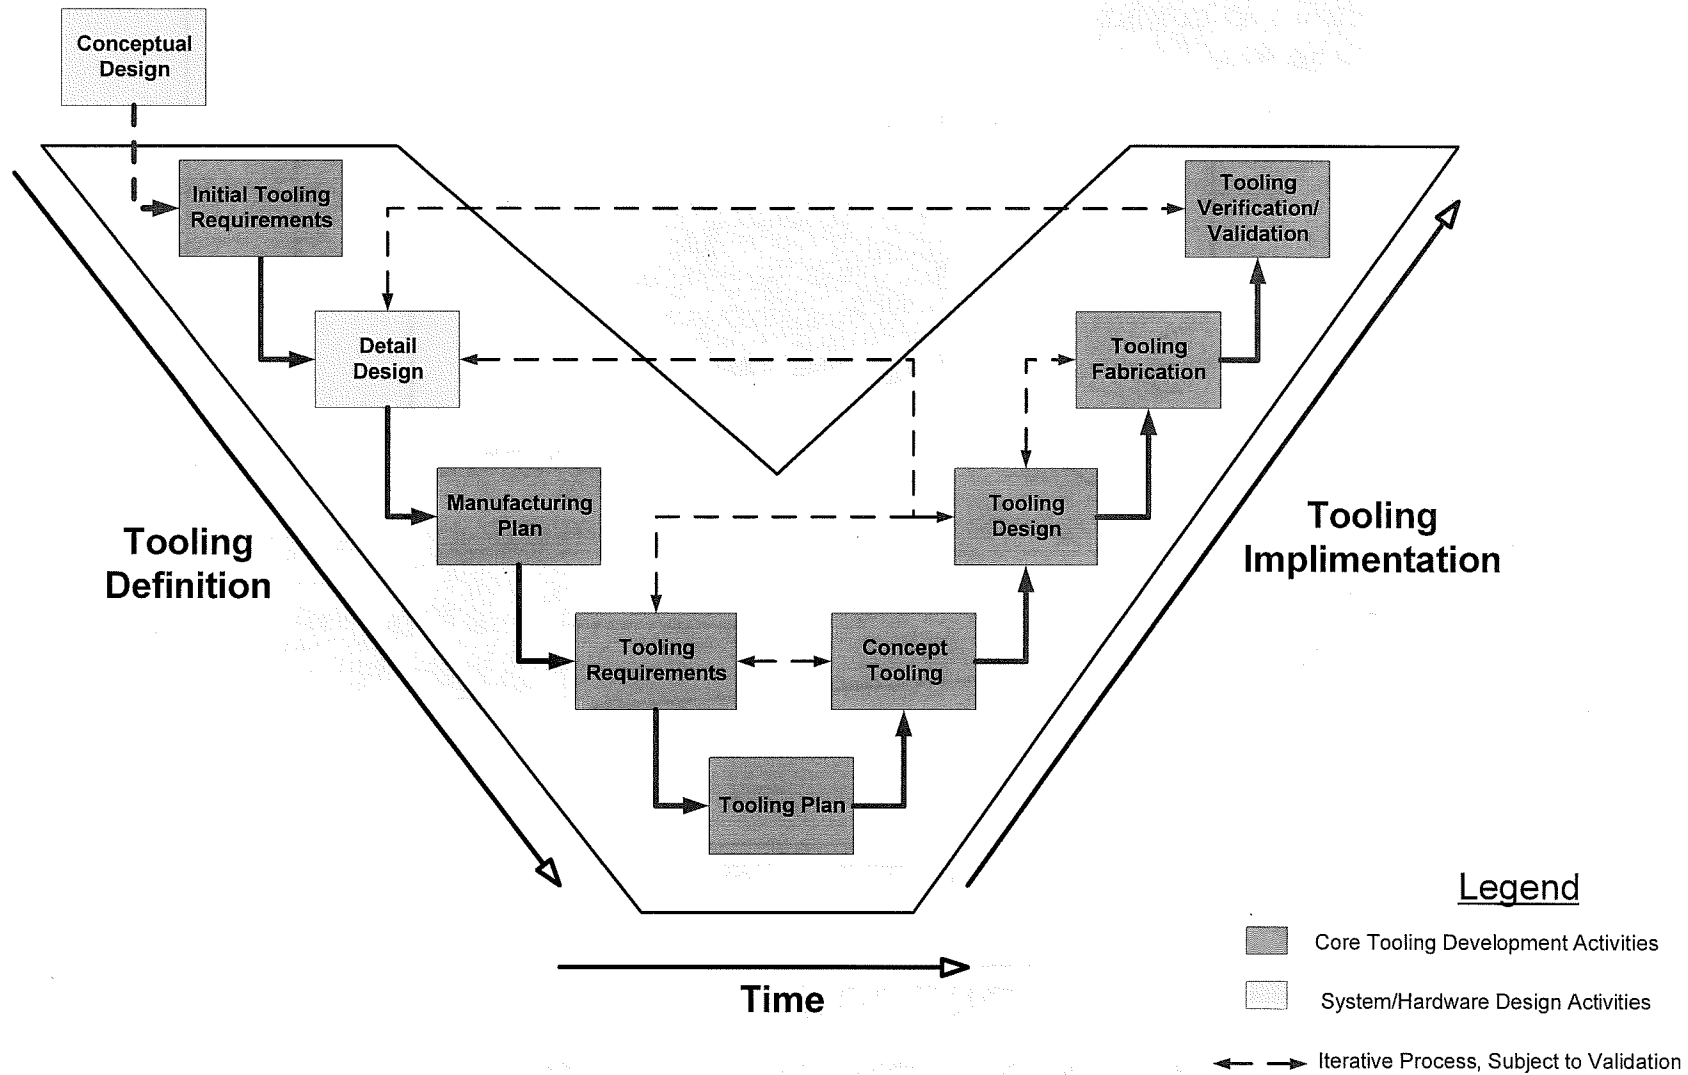 Conceptual
Design
Initial Tooling
Requirements
Tooling
Verification/
Validation
Detail
Design
Tooling
Fabrication
Manufacturing
Plan
Tooling
Design
Tooling
Definition
Tooling
Implimentation
Tooling
Requirements
Concept
Tooling
Tooling Plan
Time
Legend
Core Tooling Development Activities
System/Hardware Design Activities
Iterative Process, Subject to Validation